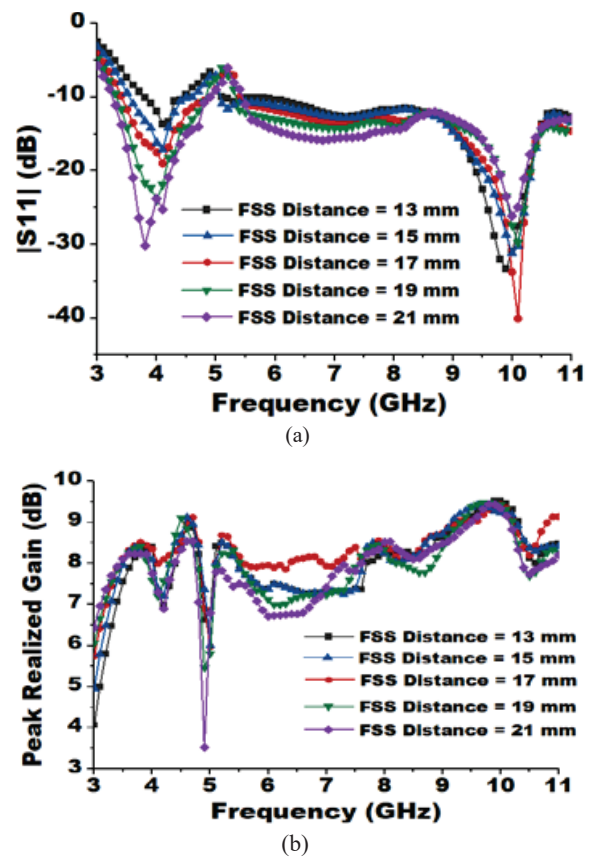 0
-10
-20
-30
-40
|S11| (dB)
FSS Distance = 13 mm
FSS Distance = 15 mm
FSS Distance = 17 mm
FSS Distance = 19 mm
FSS Distance = 21 mm
3 4 5 6 7 8 9 10 11
Frequency (GHz)
(a)
10
9
8
7
6
5
4
3
Peak Realized Gain (dB)
FSS Distance = 13 mm
FSS Distance = 15 mm
FSS Distance = 17 mm
FSS Distance = 19 mm
FSS Distance = 21 mm
3 4 5 6 7 8 9 10 11
Frequency (GHz)
(b)